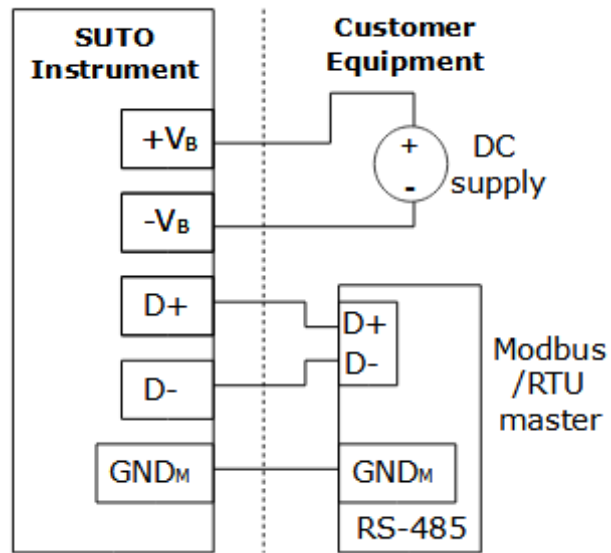 SUTO
Instrument
Customer
Equipment
+VB
-VB
D+
D-
GNDM
+
-
DC
supply
D+
D-
GNDM
RS-485
Modbus
/RTU
master